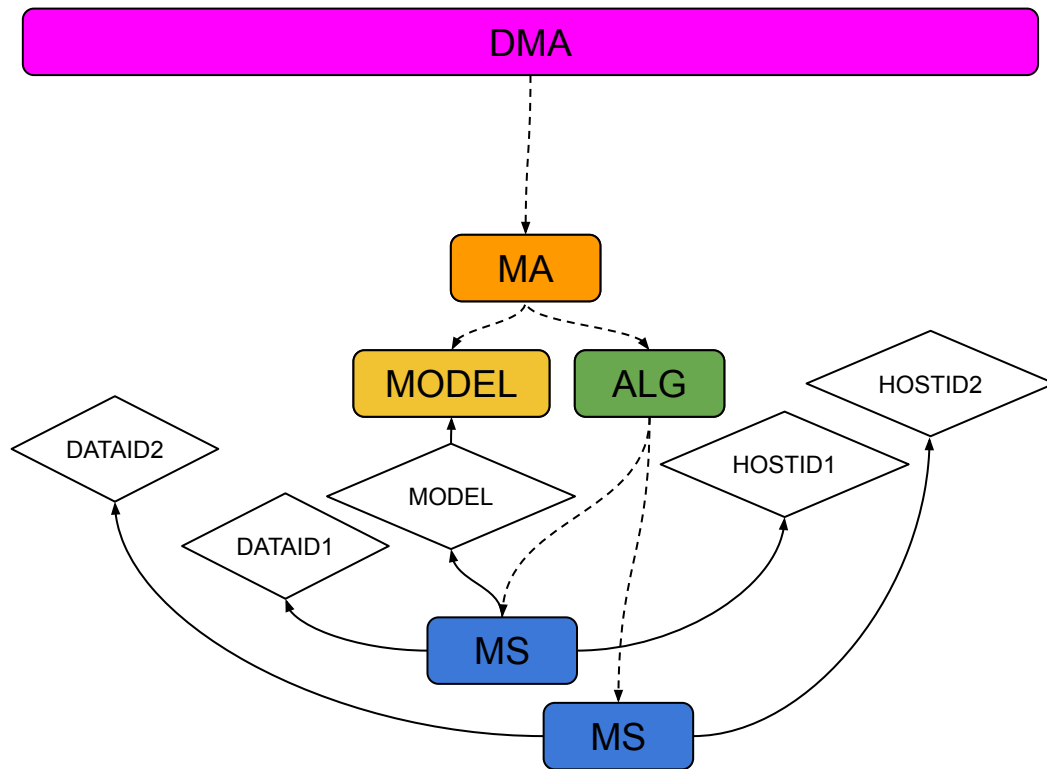 DMA
MA
MODEL
ALG
HOSTID2
DATAID2
HOSTID1
MODEL
DATAID1
MS
MS